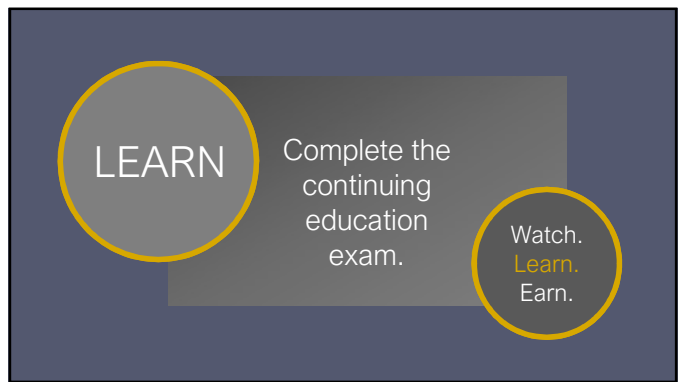 LEARN
Complete the
continuing
education
exam.
Watch.
Learn.
Earn.